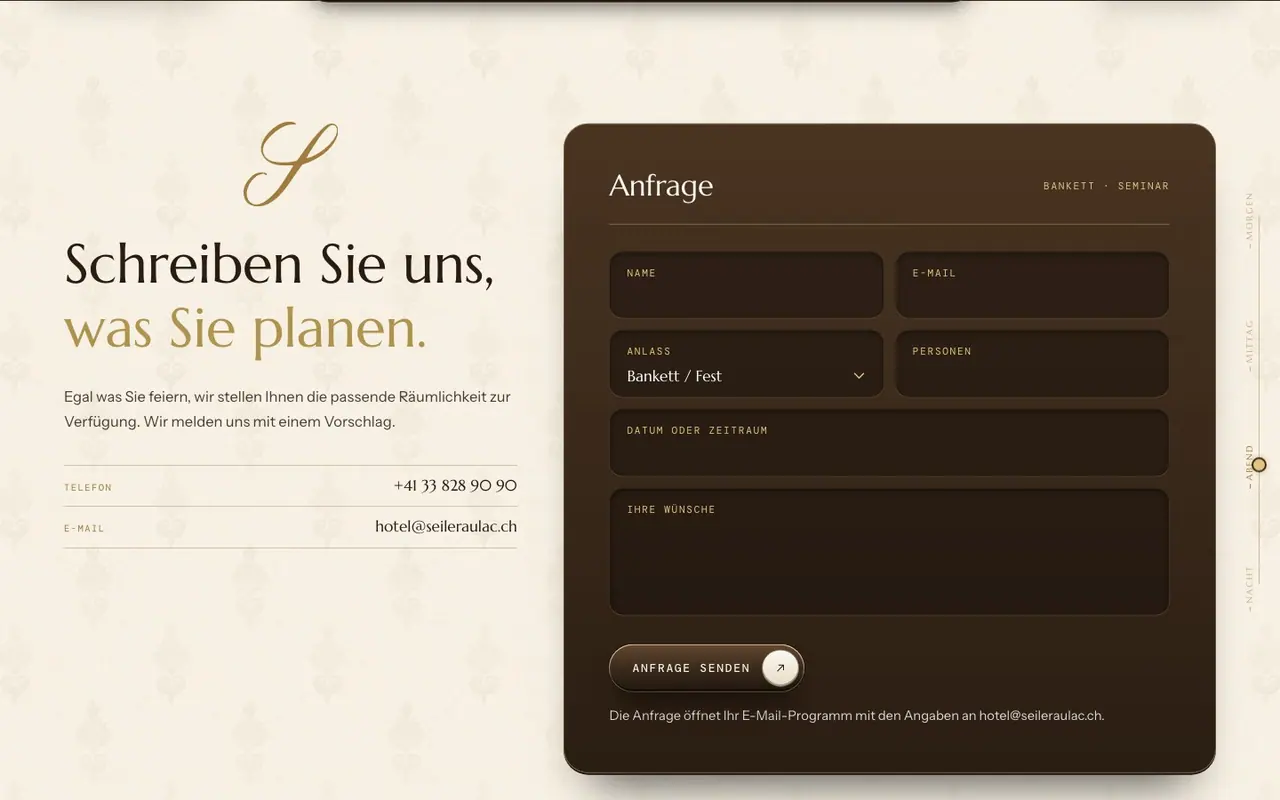 S
Schreiben Sie uns,
was Sie planen.
Egal was Sie feiern, wir stellen Ihnen die passende Räumlichkeit zur
Verfügung. Wir melden uns mit einem Vorschlag.
TELEFON +41 33 828 90 90
E-MAIL hotel@seileraulac.ch
Anfrage BANKETT · SEMINAR
NAME E-MAIL
ANLASS PERSONEN
Bankett / Fest
DATUM ODER ZEITRAUM
IHRE WÜNSCHE
ANFRAGE SENDEN
Die Anfrage öffnet Ihr E-Mail-Programm mit den Angaben an hotel@seileraulac.ch.
MORGEN
MITTAG
ABEND
NACHT